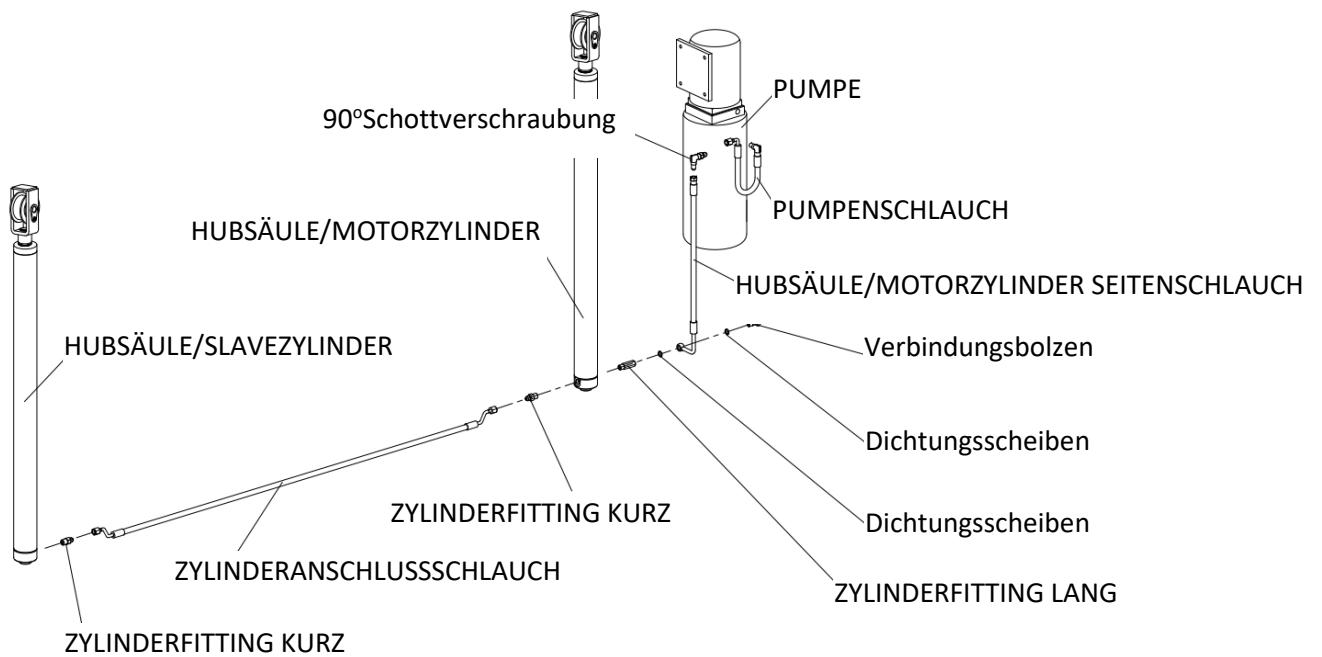 PUMPE
90°Schottverschraubung
PUMPENSCHLAUCH
HUBSÄULE/MOTORZYLINDER
HUBSÄULE/MOTORZYLINDER SEITENSCHLAUCH
HUBSÄULE/SLAVEZYLINDER
Verbindungsbolzen
Dichtungsscheiben
ZYLINDERFITTING KURZ
Dichtungsscheiben
ZYLINDERANSCHLUSSSCHLAUCH
ZYLINDERFITTING LANG
ZYLINDERFITTING KURZ